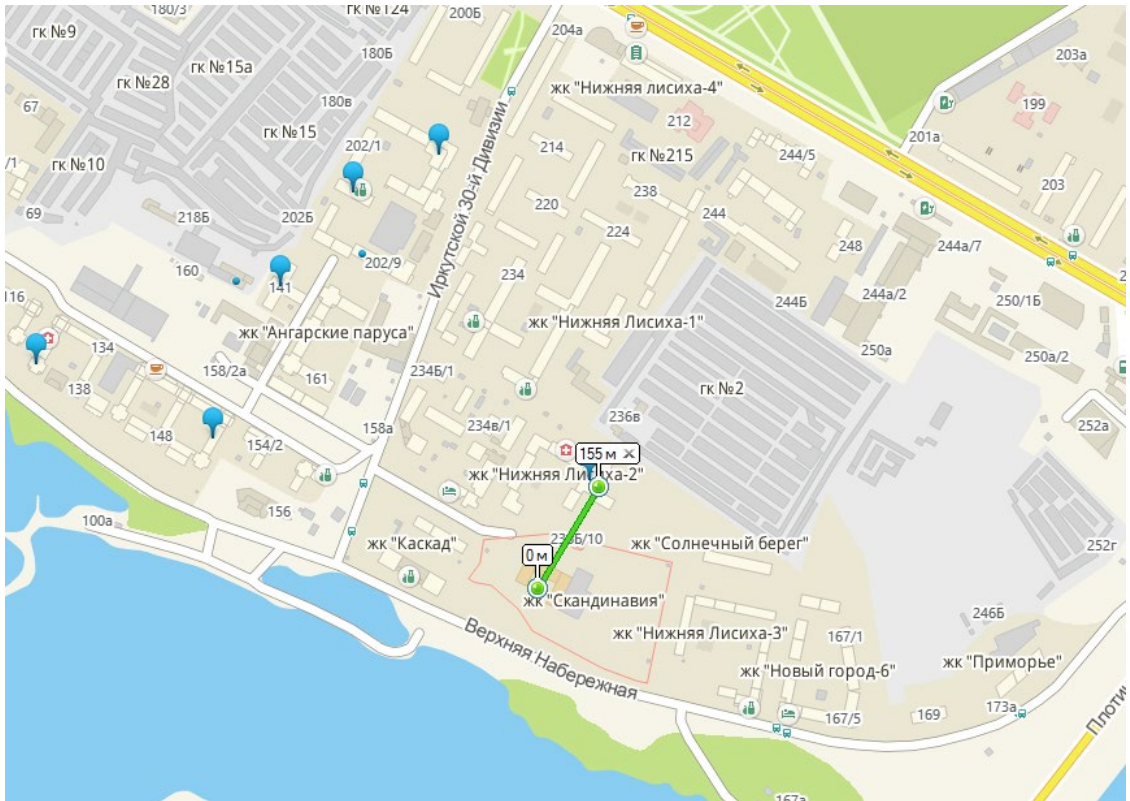 180/3
гк №124
200Б
204а
гк №9
180Б
203а
гк №15а
гк №28
жк "Нижняя лисиха-4"
67
180в
199
212
гк №15
201а
202/1
214
гк №215
244/5
гк №10
238
203
69
218Б
202Б
220
244
224
248
244а/7
Иркутской 30-й Дивизии
160
202/9
234
141
244Б
244а/2
250/1Б
116
жк "Ангарские паруса"
жк "Нижняя Лисиха-1"
134
250а
250а/2
158/2а
161
234Б/1
138
гк №2
158а
234в/1
236в
252а
148
154/2
155 м
жк "Нижняя Лисиха-2"
156
100а
жк "Каскад"
жк "Солнечный берег"
252г
0 м
жк "Скандинавия"
246Б
Верхняя Набережная
жк "Нижняя Лисиха-3"
167/1
жк "Новый город-6"
жк "Приморье"
167/5
169
173а
167а